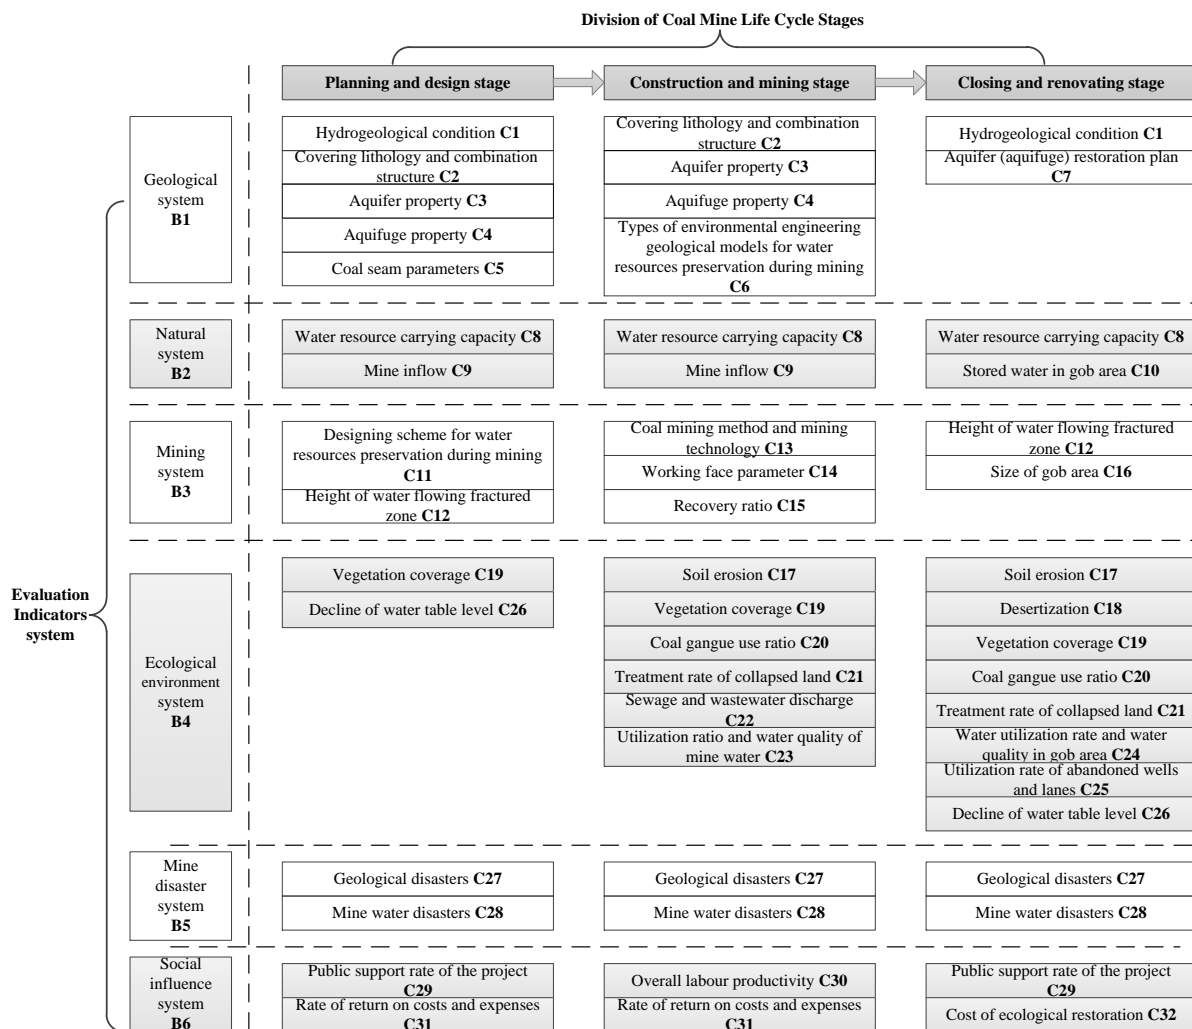 Division of Coal Mine Life Cycle Stages
Planning and design stage
Construction and mining stage
Closing and renovating stage
Evaluation
Indicators
system
Geological
system
B1
Hydrogeological condition C1
Covering lithology and combination
structure C2
Aquifer property C3
Aquifuge property C4
Coal seam parameters C5
Covering lithology and combination
structure C2
Aquifer property C3
Aquifuge property C4
Types of environmental engineering
geological models for water
resources preservation during mining
C6
Hydrogeological condition C1
Aquifer (aquifuge) restoration plan
C7
Natural
system
B2
Water resource carrying capacity C8
Mine inflow C9
Water resource carrying capacity C8
Mine inflow C9
Water resource carrying capacity C8
Stored water in gob area C10
Mining
system
B3
Designing scheme for water
resources preservation during mining
C11
Height of water flowing fractured
zone C12
Coal mining method and mining
technology C13
Working face parameter C14
Recovery ratio C15
Height of water flowing fractured
zone C12
Size of gob area C16
Ecological
environment
system
B4
Vegetation coverage C19
Decline of water table level C26
Soil erosion C17
Vegetation coverage C19
Coal gangue use ratio C20
Treatment rate of collapsed land C21
Sewage and wastewater discharge
C22
Utilization ratio and water quality of
mine water C23
Soil erosion C17
Desertization C18
Vegetation coverage C19
Coal gangue use ratio C20
Treatment rate of collapsed land C21
Water utilization rate and water
quality in gob area C24
Utilization rate of abandoned wells
and lanes C25
Decline of water table level C26
Mine
disaster
system
B5
Geological disasters C27
Mine water disasters C28
Geological disasters C27
Mine water disasters C28
Geological disasters C27
Mine water disasters C28
Social
influence
system
B6
Public support rate of the project
C29
Rate of return on costs and expenses
C31
Overall labour productivity C30
Rate of return on costs and expenses
C31
Public support rate of the project
C29
Cost of ecological restoration C32